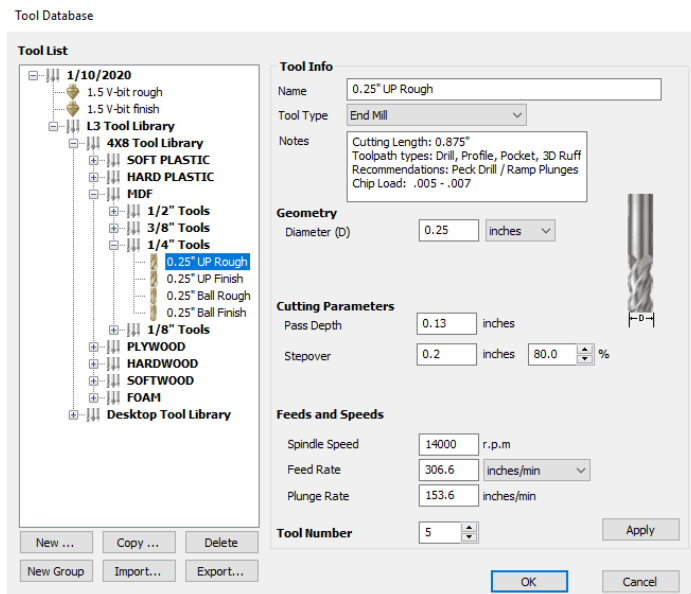 Tool Database
Tool List
1/10/2020
1.5 V-bit rough
1.5 V-bit finish
L3 Tool Library
4X8 Tool Library
SOFT PLASTIC
HARD PLASTIC
MDF
1/2" Tools
3/8" Tools
1/4" Tools
0.25" UP Rough
0.25" UP Finish
0.25" Ball Rough
0.25" Ball Finish
1/8" Tools
PLYWOOD
HARDWOOD
SOFTWOOD
FOAM
Desktop Tool Library
New ... Copy ... Delete
New Group Import... Export...
Tool Info
Name 0.25" UP Rough
Tool Type End Mill
Notes Cutting Length: 0.875"
Toolpath types: Drill, Profile, Pocket, 3D Ruff
Recommendations: Peck Drill / Ramp Plunges
Chip Load: .005 - .007
Geometry
Diameter (D) 0.25 inches
D
Cutting Parameters
Pass Depth 0.13 inches
Stepover 0.2 inches 80.0 %
Feeds and Speeds
Spindle Speed 14000 r.p.m
Feed Rate 306.6 inches/min
Plunge Rate 153.6 inches/min
Tool Number 5 Apply
OK Cancel